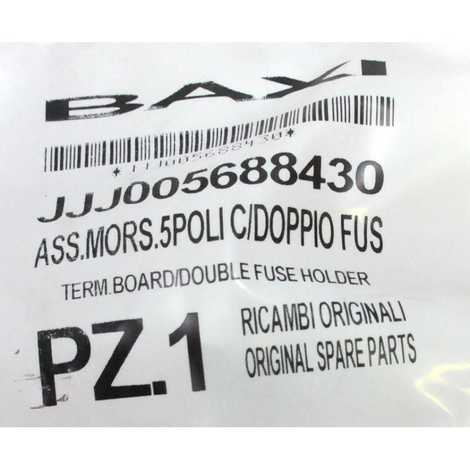 BAXI
*JJJ005688430*
JJJ005688430
ASS.MORS.5POLI C/DOPPIO FUS
TERM.BOARD/DOUBLE FUSE HOLDER
PZ.1
RICAMBI ORIGINALI
ORIGINAL SPARE PARTS